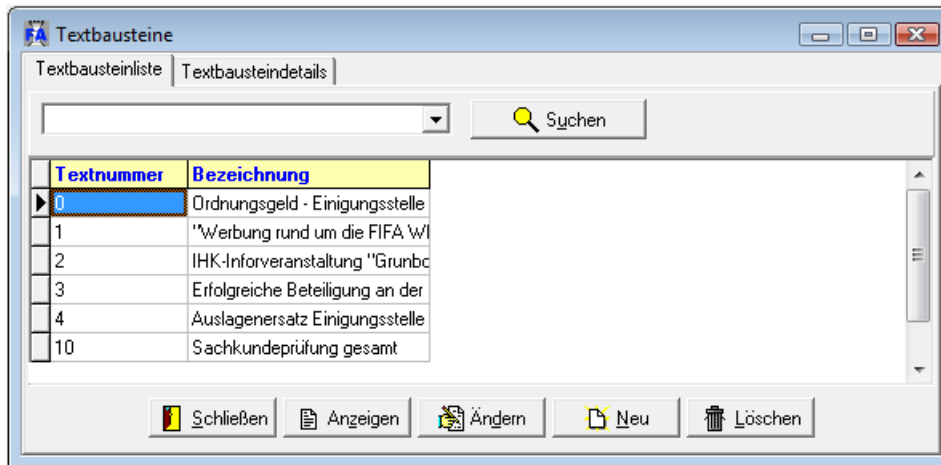 FA Textbausteine
Textbausteinliste Textbausteindetails
Suchen
Textnummer Bezeichnung
0 Ordnungsgeld - Einigungsstelle
1 "Werbung rund um die FIFA
2 IHK-Inforveranstaltung "Grunbc
3 Erfolgreiche Beteiligung an der
4 Auslagenersatz Einigungsstelle
10 Sachkundeprüfung gesamt
Schließen Anzeigen Ändern Neu Löschen